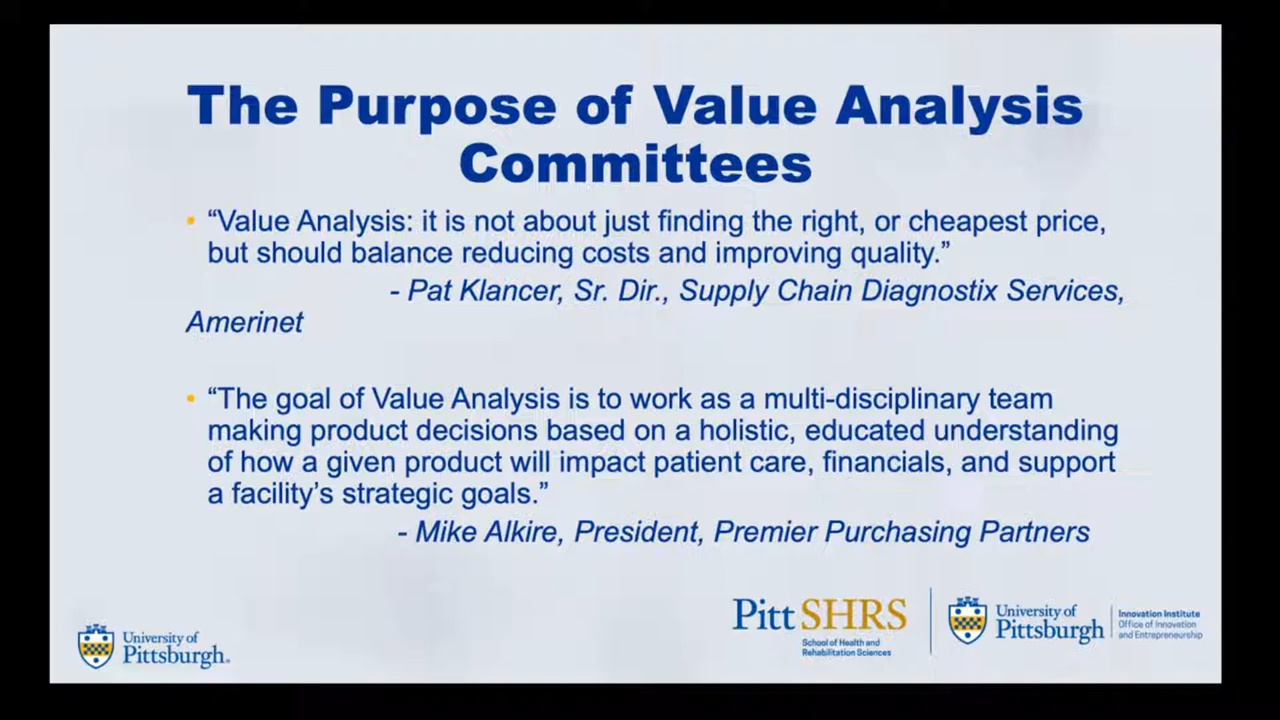 The Purpose of Value Analysis
Committees
• “Value Analysis: it is not about just finding the right, or cheapest price,
but should balance reducing costs and improving quality.”
- Pat Klancer, Sr. Dir., Supply Chain Diagnostix Services,
Amerinet
• “The goal of Value Analysis is to work as a multi-disciplinary team
making product decisions based on a holistic, educated understanding
of how a given product will impact patient care, financials, and support
a facility’s strategic goals.”
- Mike Alkire, President, Premier Purchasing Partners
University of
Pittsburgh.
Pitt SHRS
School of Health and
Rehabilitation Sciences
University of
Pittsburgh
Innovation Institute
Office of Innovation
and Entrepreneurship